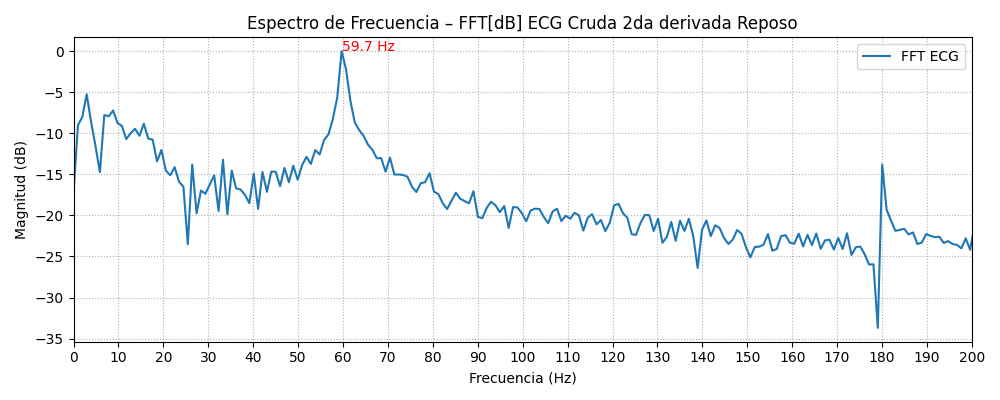 Espectro de Frecuencia – FFT[dB] ECG Cruda 2da derivada Reposo
59.7 Hz
FFT ECG
Magnitud (dB)
0
−5
−10
−15
−20
−25
−30
−35
0 10 20 30 40 50 60 70 80 90 100 110 120 130 140 150 160 170 180 190 200
Frecuencia (Hz)